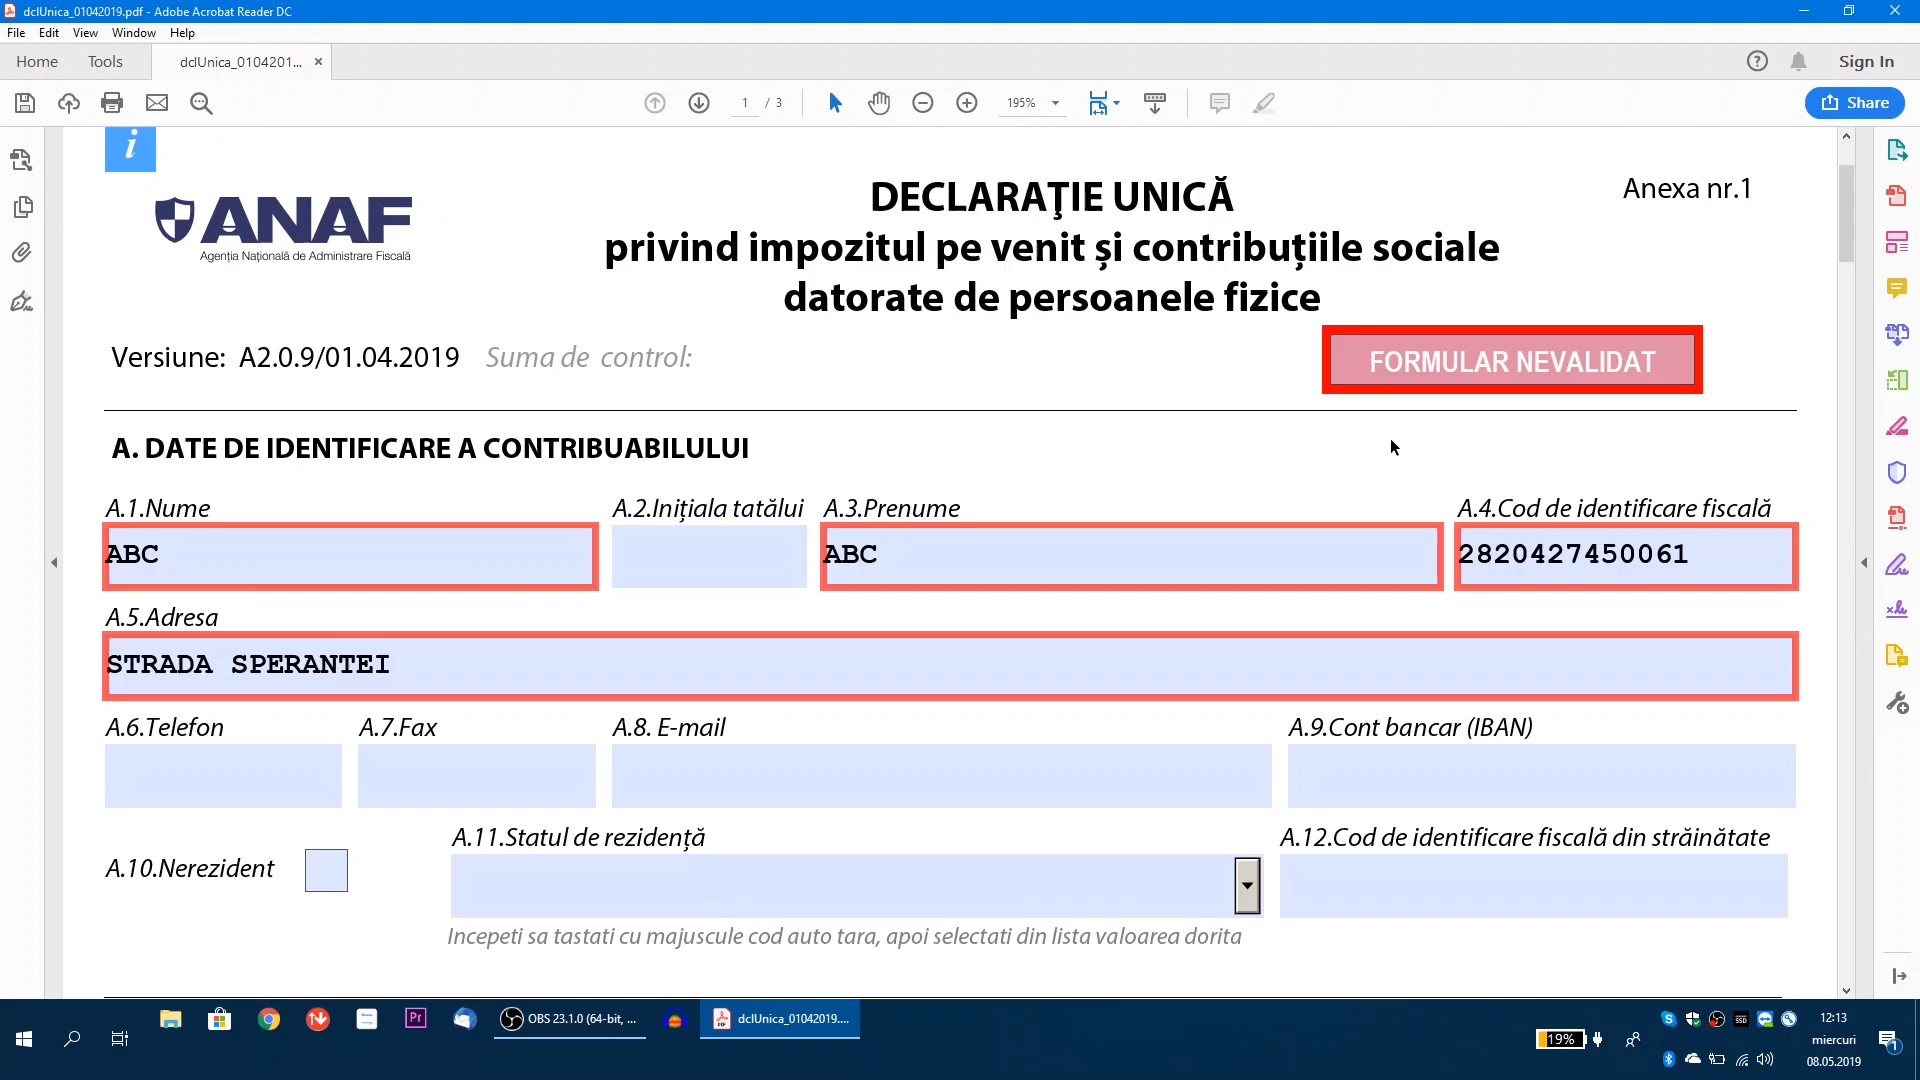 dclUnica_01042019.pdf - Adobe Acrobat Reader DC
File Edit View Window Help
Home Tools dclUnica_0104201... × Sign In
1 / 3 195% Share
i
ANAF
Agenția Națională de Administrare Fiscală
DECLARAŢIE UNICĂ
privind impozitul pe venit și contribuțiile sociale
datorate de persoanele fizice
Anexa nr.1
Versiune: A2.0.9/01.04.2019 Suma de control:
FORMULAR NEVALIDAT
A. DATE DE IDENTIFICARE A CONTRIBUABILULUI
A.1.Nume A.2.Inițiala tatălui A.3.Prenume A.4.Cod de identificare fiscală
ABC ABC 2820427450061
A.5.Adresa
STRADA SPERANTEI
A.6.Telefon A.7.Fax A.8. E-mail A.9.Cont bancar (IBAN)
A.10.Nerezident A.11.Statul de rezidență A.12.Cod de identificare fiscală din străinătate
Incepeti sa tastati cu majuscule cod auto tara, apoi selectati din lista valoarea dorita
Pr OBS 23.1.0 (64-bit, ... dclUnica_01042019....
19% SSD 12:13
miercuri
08.05.2019
1